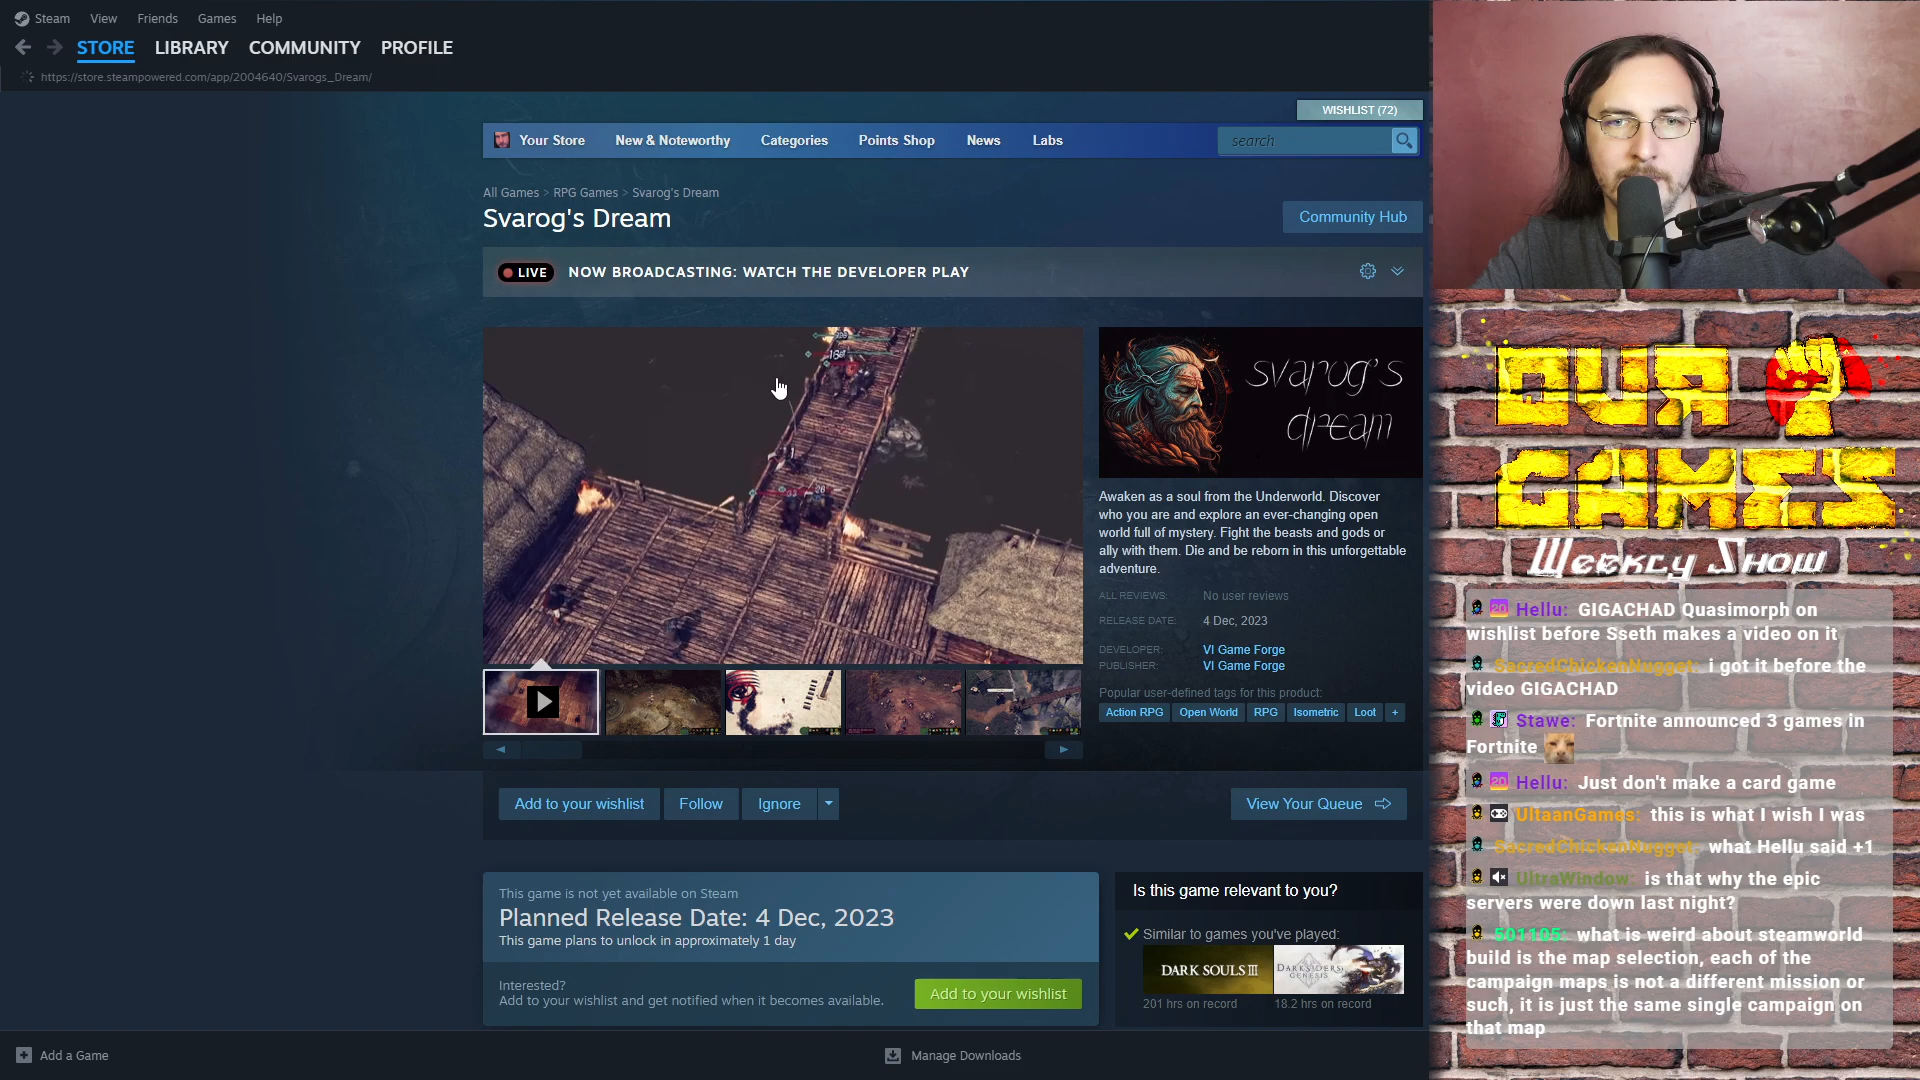 Steam View Friends Games Help
STORE LIBRARY COMMUNITY PROFILE
https://store.steampowered.com/app/2004640/Svarogs_Dream/
WISHLIST (72)
Your Store New & Noteworthy Categories Points Shop News Labs search
All Games > RPG Games > Svarog's Dream
Svarog's Dream
Community Hub
LIVE NOW BROADCASTING: WATCH THE DEVELOPER PLAY
svarog's
dream
Awaken as a soul from the Underworld. Discover
who you are and explore an ever-changing open
world full of mystery. Fight the beasts and gods or
ally with them. Die and be reborn in this unforgettable
adventure.
ALL REVIEWS: No user reviews
RELEASE DATE: 4 Dec, 2023
DEVELOPER: VI Game Forge
PUBLISHER: VI Game Forge
Popular user-defined tags for this product:
Action RPG Open World RPG Isometric Loot +
Add to your wishlist Follow Ignore View Your Queue
This game is not yet available on Steam
Planned Release Date: 4 Dec, 2023
This game plans to unlock in approximately 1 day
Interested?
Add to your wishlist and get notified when it becomes available.
Add to your wishlist
Is this game relevant to you?
Similar to games you've played:
DARK SOULS III DARKSIDERS GENESIS
201 hrs on record 18.2 hrs on record
Add a Game Manage Downloads
OUR
GAMES
Weekly Show
20 Hellu: GIGACHAD Quasimorph on
wishlist before Sseth makes a video on it
SacredChickenNugget: i got it before the
video GIGACHAD
Stawe: Fortnite announced 3 games in
Fortnite
20 Hellu: Just don't make a card game
UltaanGames: this is what I wish I was
SacredChickenNugget: what Hellu said +1
UltraWindow: is that why the epic
servers were down last night?
501105: what is weird about steamworld
build is the map selection, each of the
campaign maps is not a different mission or
such, it is just the same single campaign on
that map